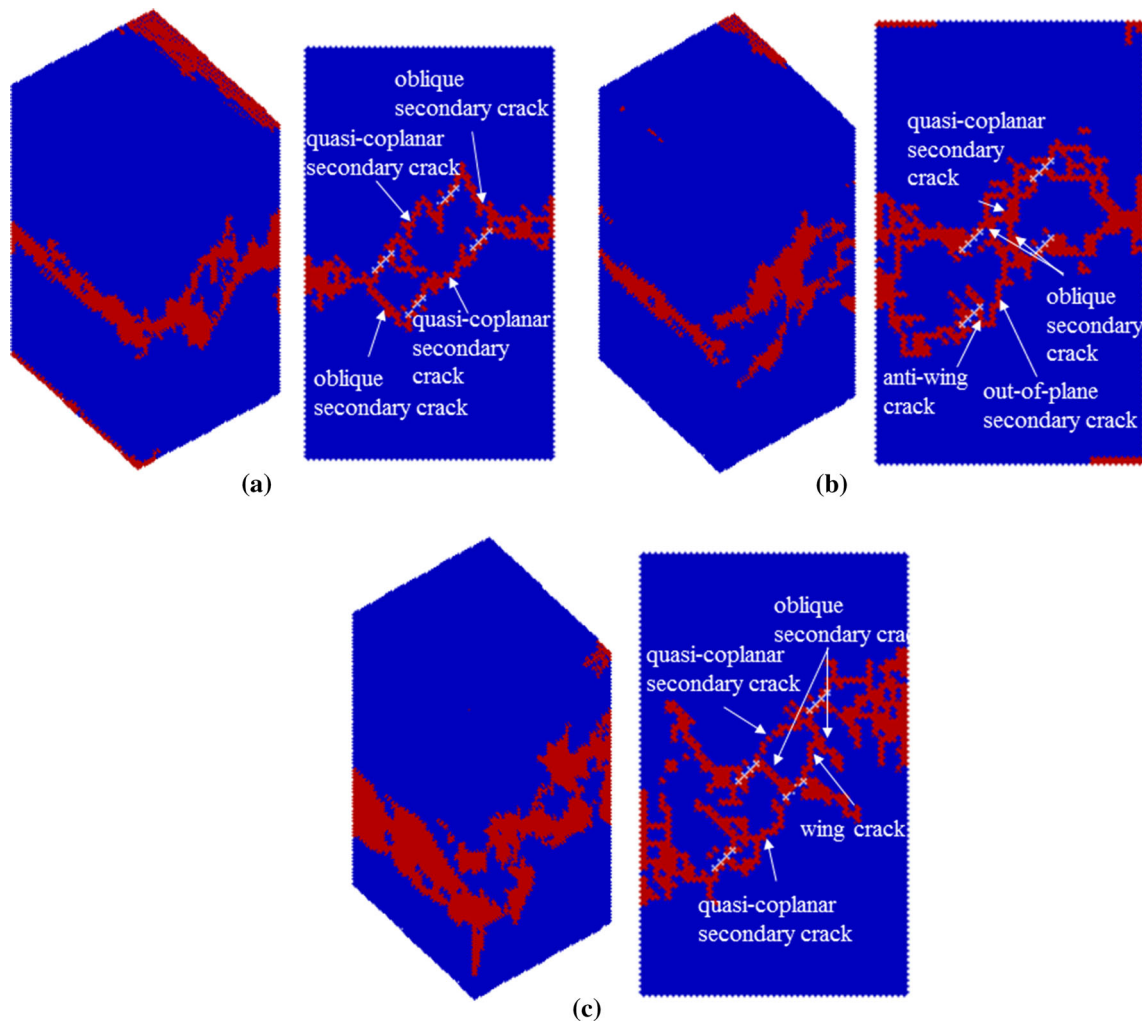 oblique
secondary crack
quasi-coplanar
secondary crack
quasi-coplanar
secondary
crack
oblique
secondary crack
(a)
quasi-coplanar
secondary
crack
oblique
secondary
crack
anti-wing
crack
out-of-plane
secondary crack
(b)
oblique
secondary crac
quasi-coplanar
secondary crack
wing crack
quasi-coplanar
secondary crack
(c)